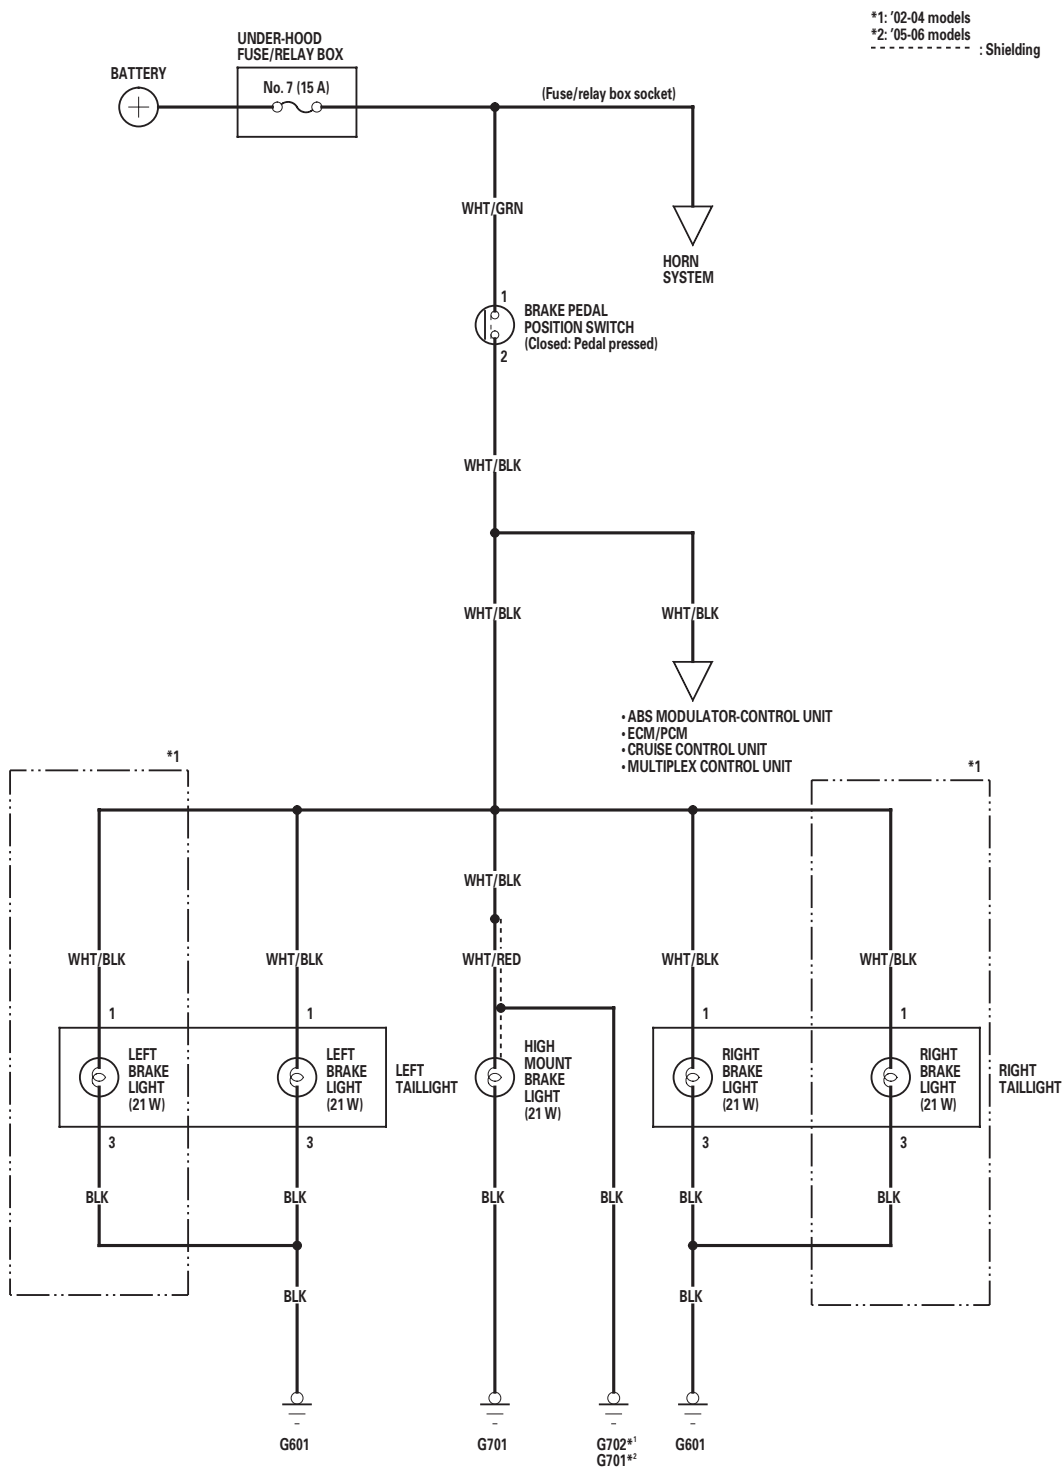 *1: '02-04 models
*2: '05-06 models
: Shielding
UNDER-HOOD
FUSE/RELAY BOX
BATTERY
No. 7 (15 A)
(Fuse/relay box socket)
WHT/GRN
HORN
SYSTEM
1
BRAKE PEDAL
POSITION SWITCH
(Closed: Pedal pressed)
2
WHT/BLK
WHT/BLK
WHT/BLK
• ABS MODULATOR-CONTROL UNIT
• ECM/PCM
• CRUISE CONTROL UNIT
• MULTIPLEX CONTROL UNIT
*1
*1
WHT/BLK
WHT/BLK
WHT/BLK
WHT/RED
WHT/BLK
WHT/BLK
1
1
1
1
LEFT
BRAKE
LIGHT
(21 W)
LEFT
BRAKE
LIGHT
(21 W)
LEFT
TAILLIGHT
HIGH
MOUNT
BRAKE
LIGHT
(21 W)
RIGHT
BRAKE
LIGHT
(21 W)
RIGHT
BRAKE
LIGHT
(21 W)
RIGHT
TAILLIGHT
3
3
3
3
BLK
BLK
BLK
BLK
BLK
BLK
BLK
BLK
G601
G701
G702*1
G701*2
G601